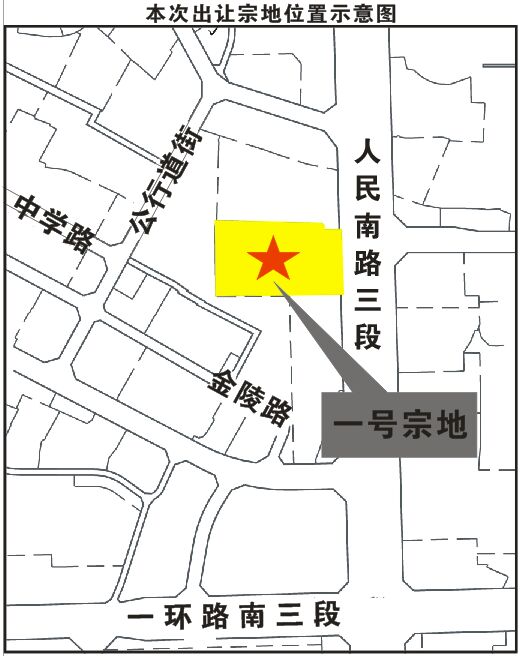 本次出让宗地位置示意图
公行道街
人民南路三段
中学路
金陵路
一号宗地
一环路南三段